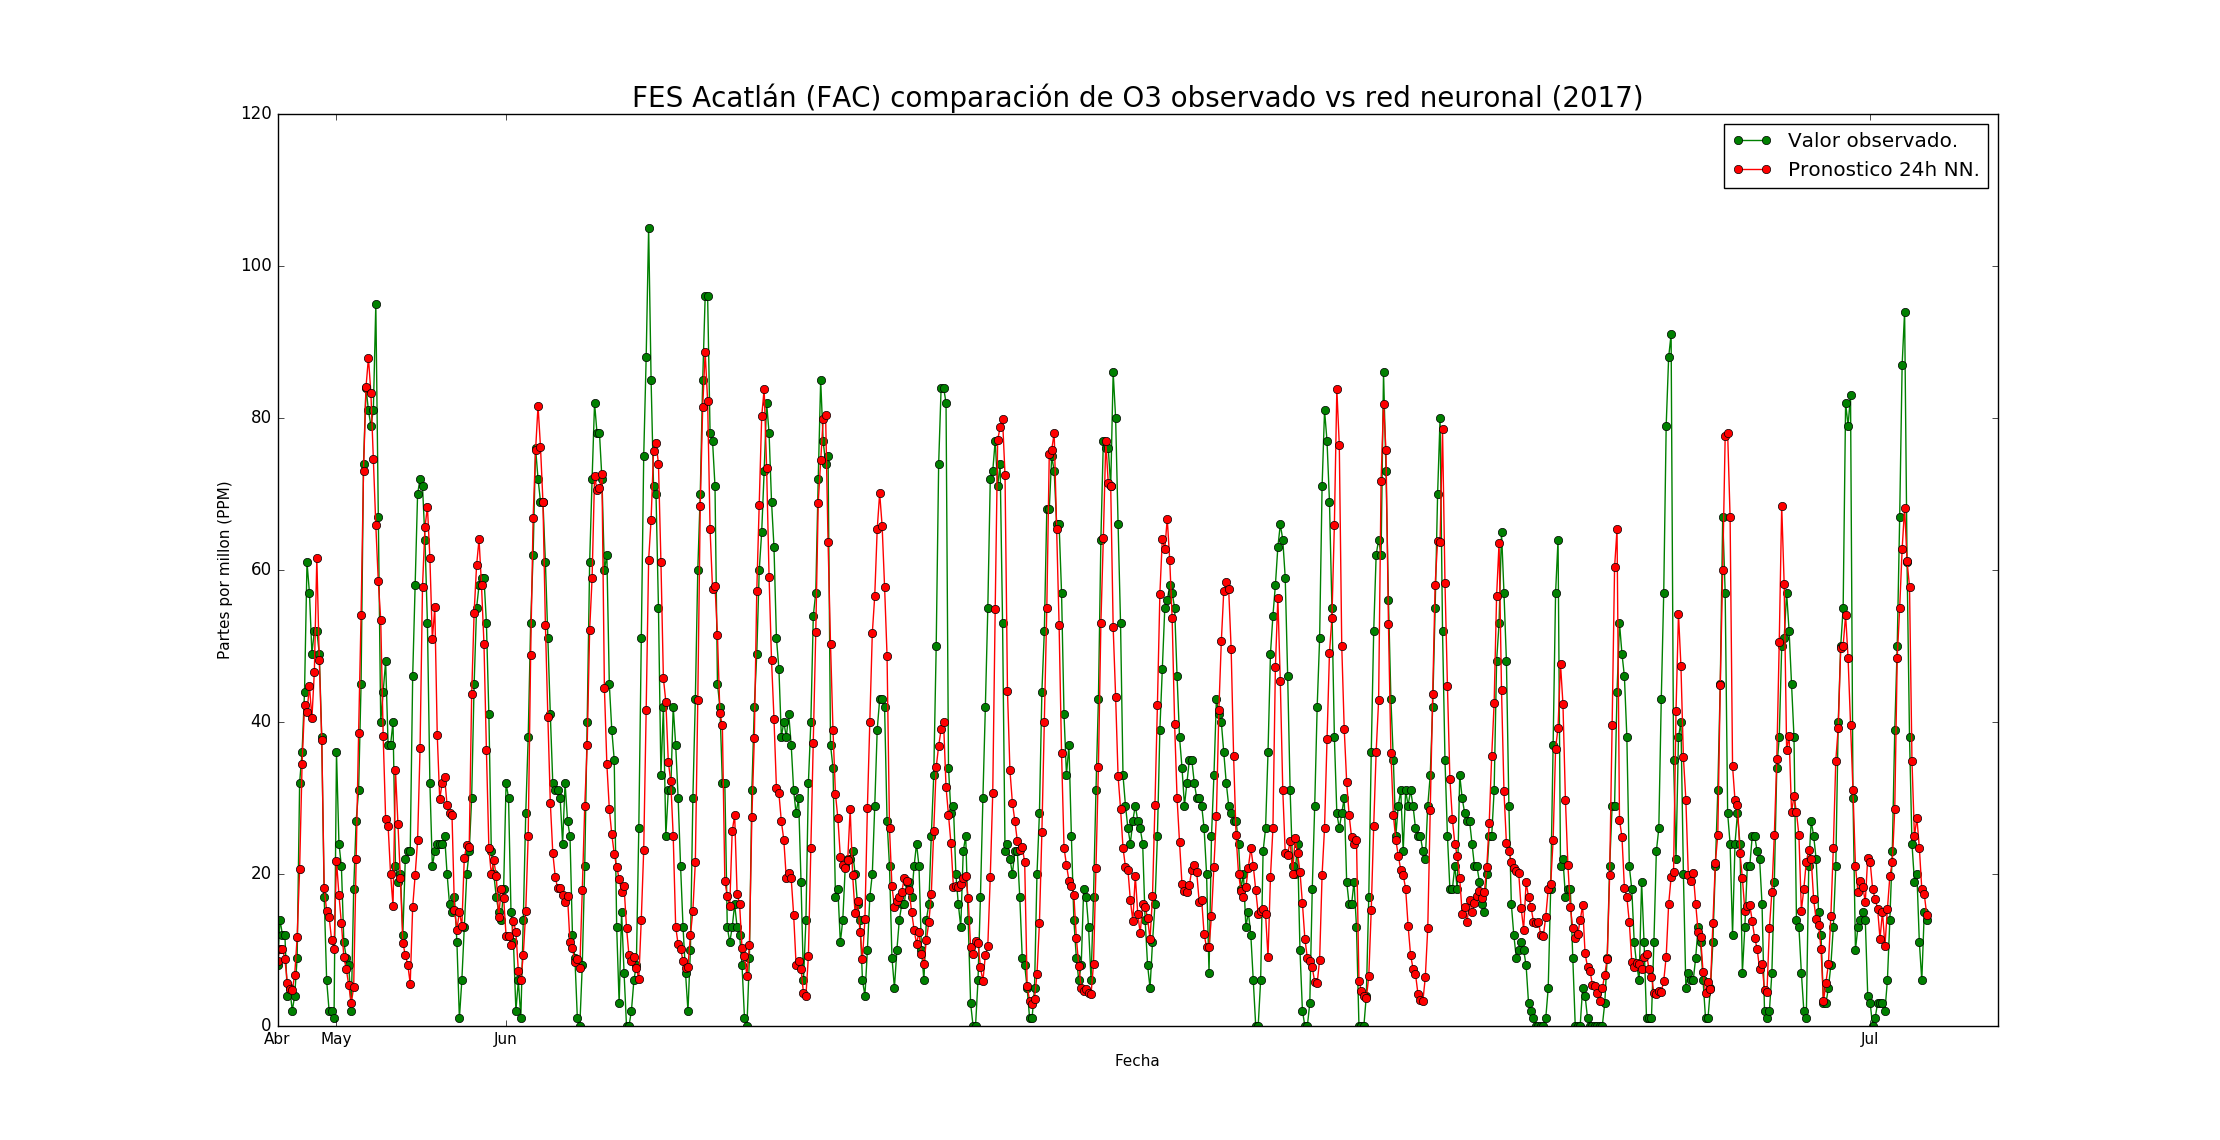 FES Acatlán (FAC) comparación de O3 observado vs red neuronal (2017)
120
100
80
60
40
20
0
Partes por millon (PPM)
Valor observado.
Pronostico 24h NN.
Abr May Jun Jul
Fecha